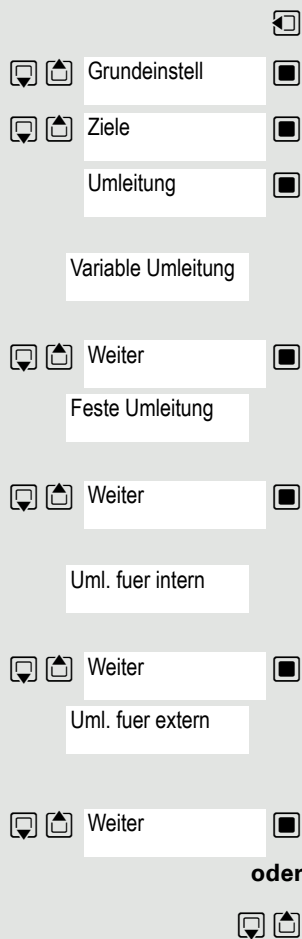 Grundeinstell
Ziele
Umleitung
Variable Umleitung
Weiter
Feste Umleitung
Weiter
Uml. fuer intern
Weiter
Uml. fuer extern
Weiter
oder